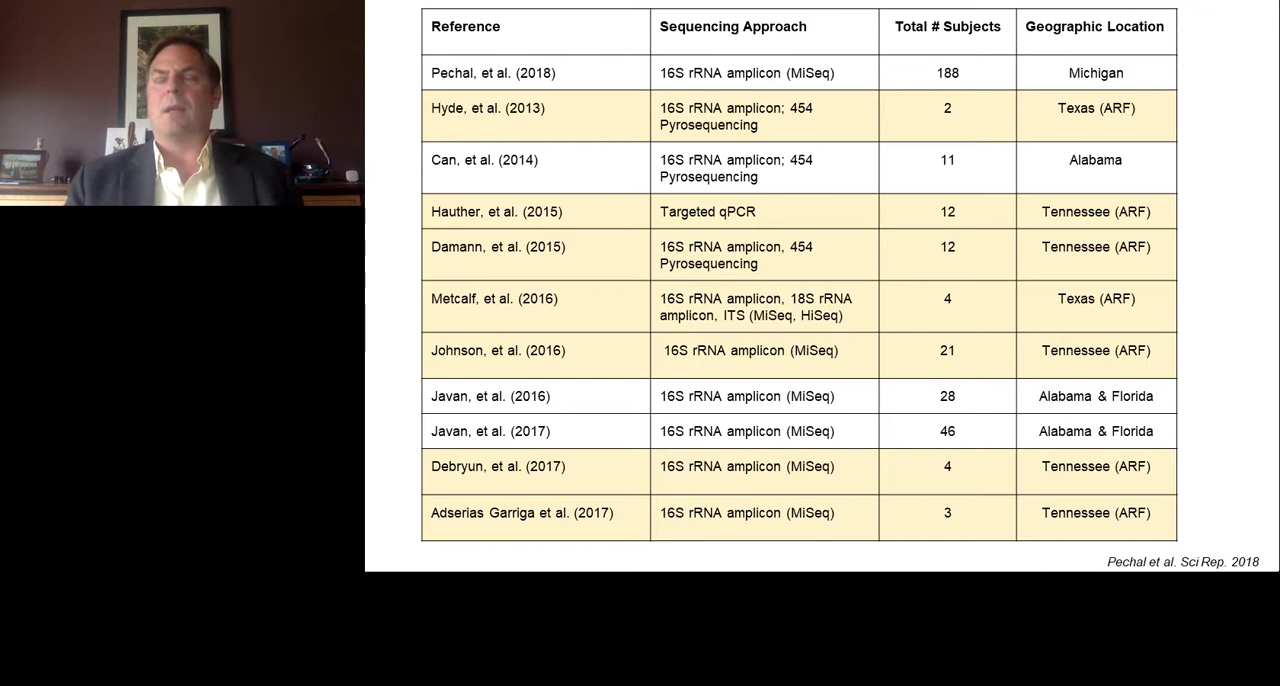 Reference Sequencing Approach Total # Subjects Geographic Location
Pechal, et al. (2018) 16S rRNA amplicon (MiSeq) 188 Michigan
Hyde, et al. (2013) 16S rRNA amplicon; 454 2 Texas (ARF)
Pyrosequencing
Can, et al. (2014) 16S rRNA amplicon; 454 11 Alabama
Pyrosequencing
Hauther, et al. (2015) Targeted qPCR 12 Tennessee (ARF)
Damann, et al. (2015) 16S rRNA amplicon, 454 12 Tennessee (ARF)
Pyrosequencing
Metcalf, et al. (2016) 16S rRNA amplicon, 18S rRNA 4 Texas (ARF)
amplicon, ITS (MiSeq, HiSeq)
Johnson, et al. (2016) 16S rRNA amplicon (MiSeq) 21 Tennessee (ARF)
Javan, et al. (2016) 16S rRNA amplicon (MiSeq) 28 Alabama & Florida
Javan, et al. (2017) 16S rRNA amplicon (MiSeq) 46 Alabama & Florida
Debryun, et al. (2017) 16S rRNA amplicon (MiSeq) 4 Tennessee (ARF)
Adserias Garriga et al. (2017) 16S rRNA amplicon (MiSeq) 3 Tennessee (ARF)
Pechal et al. Sci Rep. 2018